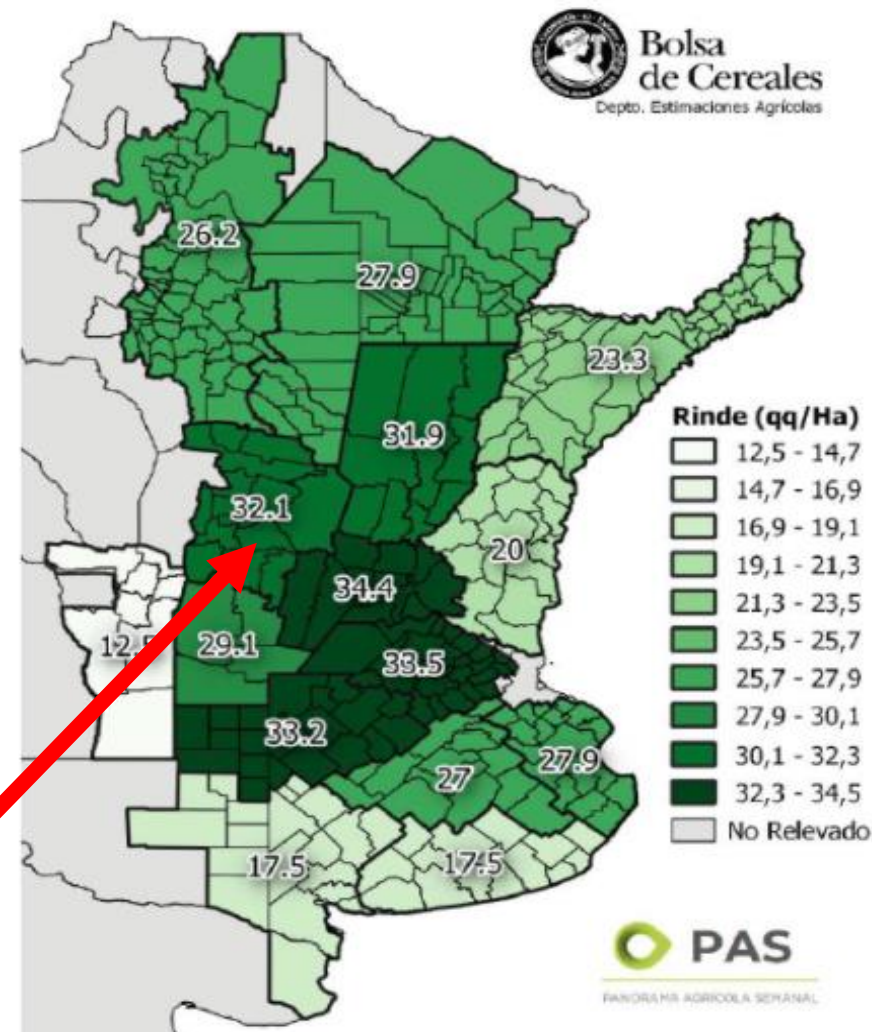 Bolsa
de Cereales
Depto. Estimaciones Agrícolas
26.2
27.9
23.3
31.9
32.1
20
34.4
29.1
33.5
33.2
27
27.9
17.5
17.5
Rinde (qq/Ha)
12,5 - 14,7
14,7 - 16,9
16,9 - 19,1
19,1 - 21,3
21,3 - 23,5
23,5 - 25,7
25,7 - 27,9
27,9 - 30,1
30,1 - 32,3
32,3 - 34,5
No Relevado
PAS
PANORAMA AGRÍCOLA SEMANAL